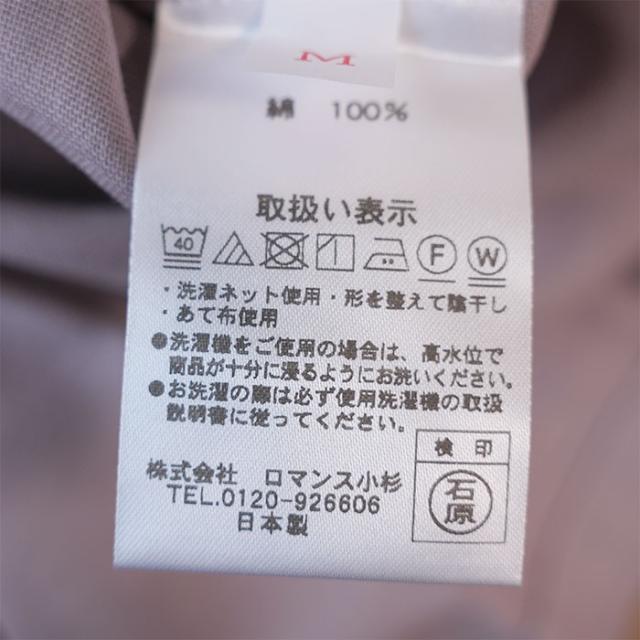 M
綿 100%
取扱い表示
40 F W
・洗濯ネット使用・形を整えて陰干し
・あて布使用
●洗濯機をご使用の場合は、高水位で
商品が十分に浸るようにお洗いください。
●お洗濯の際は必ず使用洗濯機の取扱
説明書に従ってください。
検 印
石原
株式会社 ロマンス小杉
TEL.0120-926606
日本製